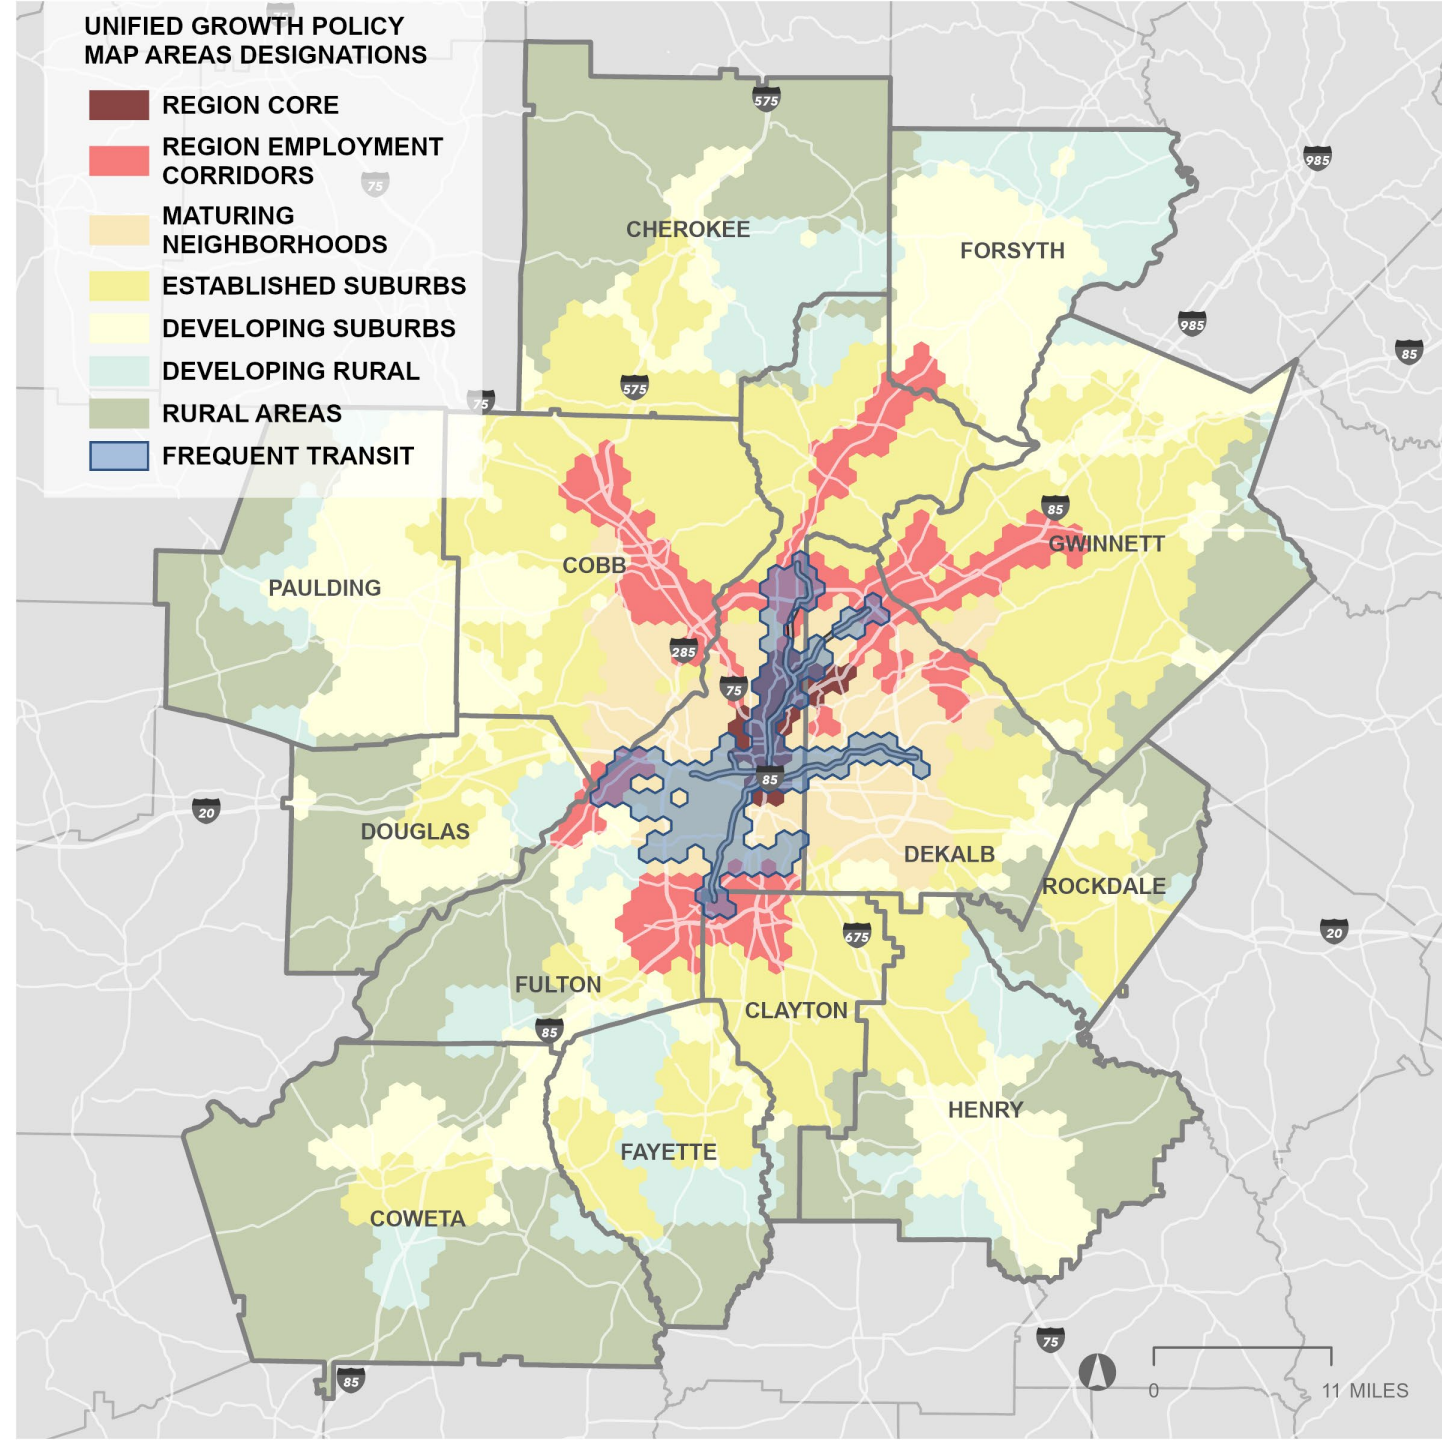 UNIFIED GROWTH POLICY
MAP AREAS DESIGNATIONS
REGION CORE
REGION EMPLOYMENT
CORRIDORS
MATURING
NEIGHBORHOODS
ESTABLISHED SUBURBS
DEVELOPING SUBURBS
DEVELOPING RURAL
RURAL AREAS
FREQUENT TRANSIT
75
75
575
985
CHEROKEE
FORSYTH
985
85
575
75
85
GWINNETT
COBB
PAULDING
285
75
85
20
DOUGLAS
DEKALB
ROCKDALE
675
20
FULTON
CLAYTON
85
HENRY
FAYETTE
COWETA
75
85
0
11 MILES